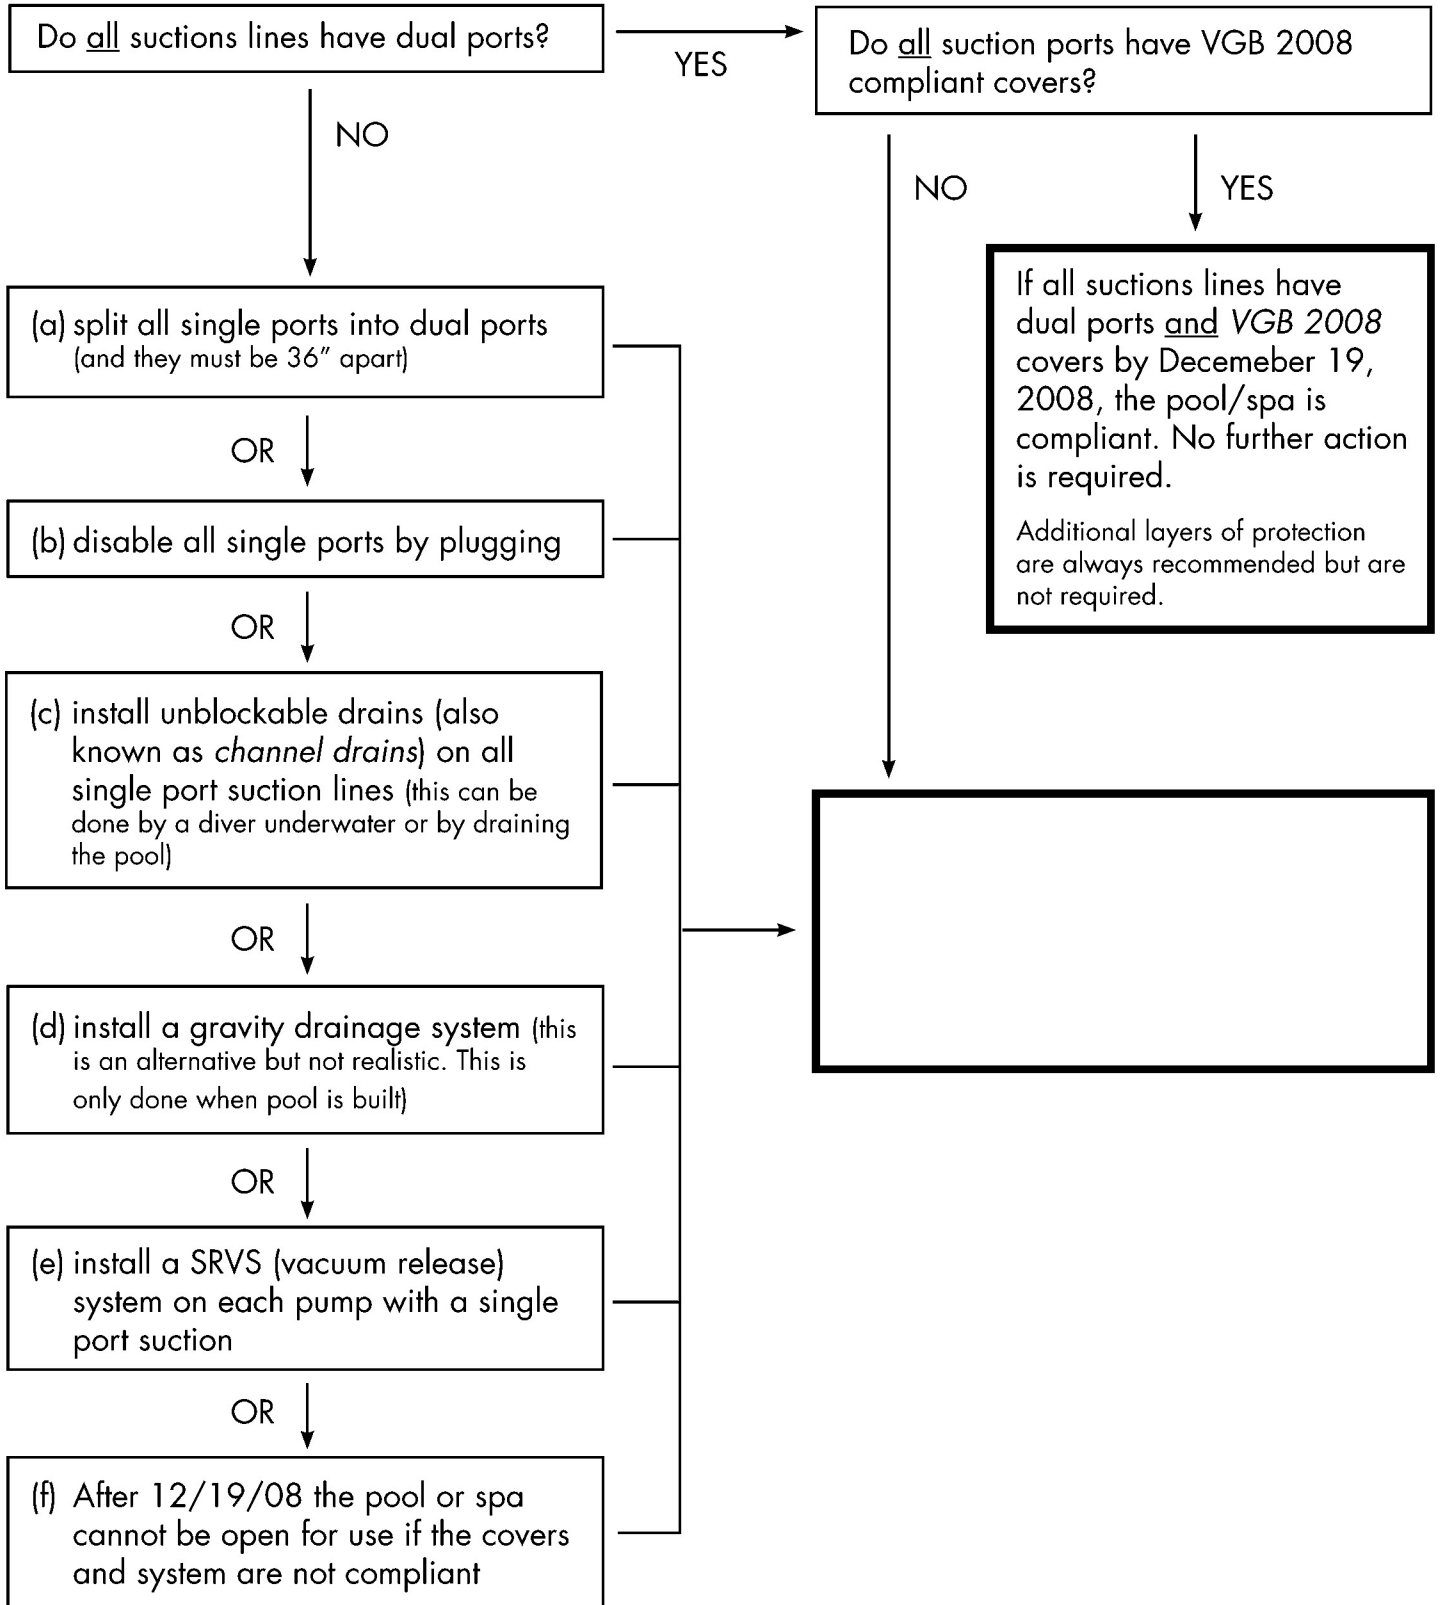 Do all suctions lines have dual ports?
YES
Do all suction ports have VGB 2008
compliant covers?
NO
NO
YES
If all suctions lines have
dual ports and VGB 2008
covers by Decemeber 19,
2008, the pool/spa is
compliant. No further action
is required.
Additional layers of protection
are always recommended but are
not required.
(a) split all single ports into dual ports
(and they must be 36" apart)
OR
(b) disable all single ports by plugging
OR
(c) install unblockable drains (also
known as channel drains) on all
single port suction lines (this can be
done by a diver underwater or by draining
the pool)
OR
(d) install a gravity drainage system (this
is an alternative but not realistic. This is
only done when pool is built)
OR
(e) install a SRVS (vacuum release)
system on each pump with a single
port suction
OR
(f) After 12/19/08 the pool or spa
cannot be open for use if the covers
and system are not compliant